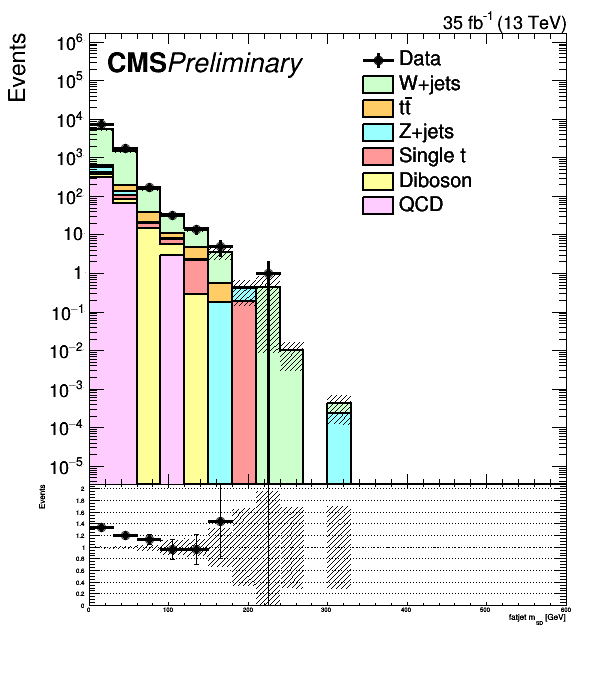 35 fb⁻¹ (13 TeV)
Events
CMS Preliminary
Data
W+jets
tt̄
Z+jets
Single t
Diboson
QCD
10⁶
10⁵
10⁴
10³
10²
10
1
10⁻¹
10⁻²
10⁻³
10⁻⁴
10⁻⁵
Events
2
1.8
1.6
1.4
1.2
1
0.8
0.6
0.4
0.2
0
0 100 200 300 400 500 600
fatjet m_SD [GeV]